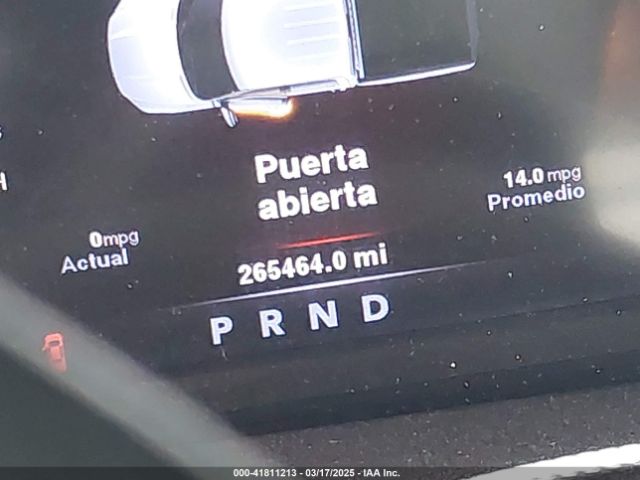 Puerta
abierta
14.0 mpg
Promedio
0mpg
Actual
265464.0 mi
P R N D
000-41811213 - 03/17/2025 - IAA Inc.